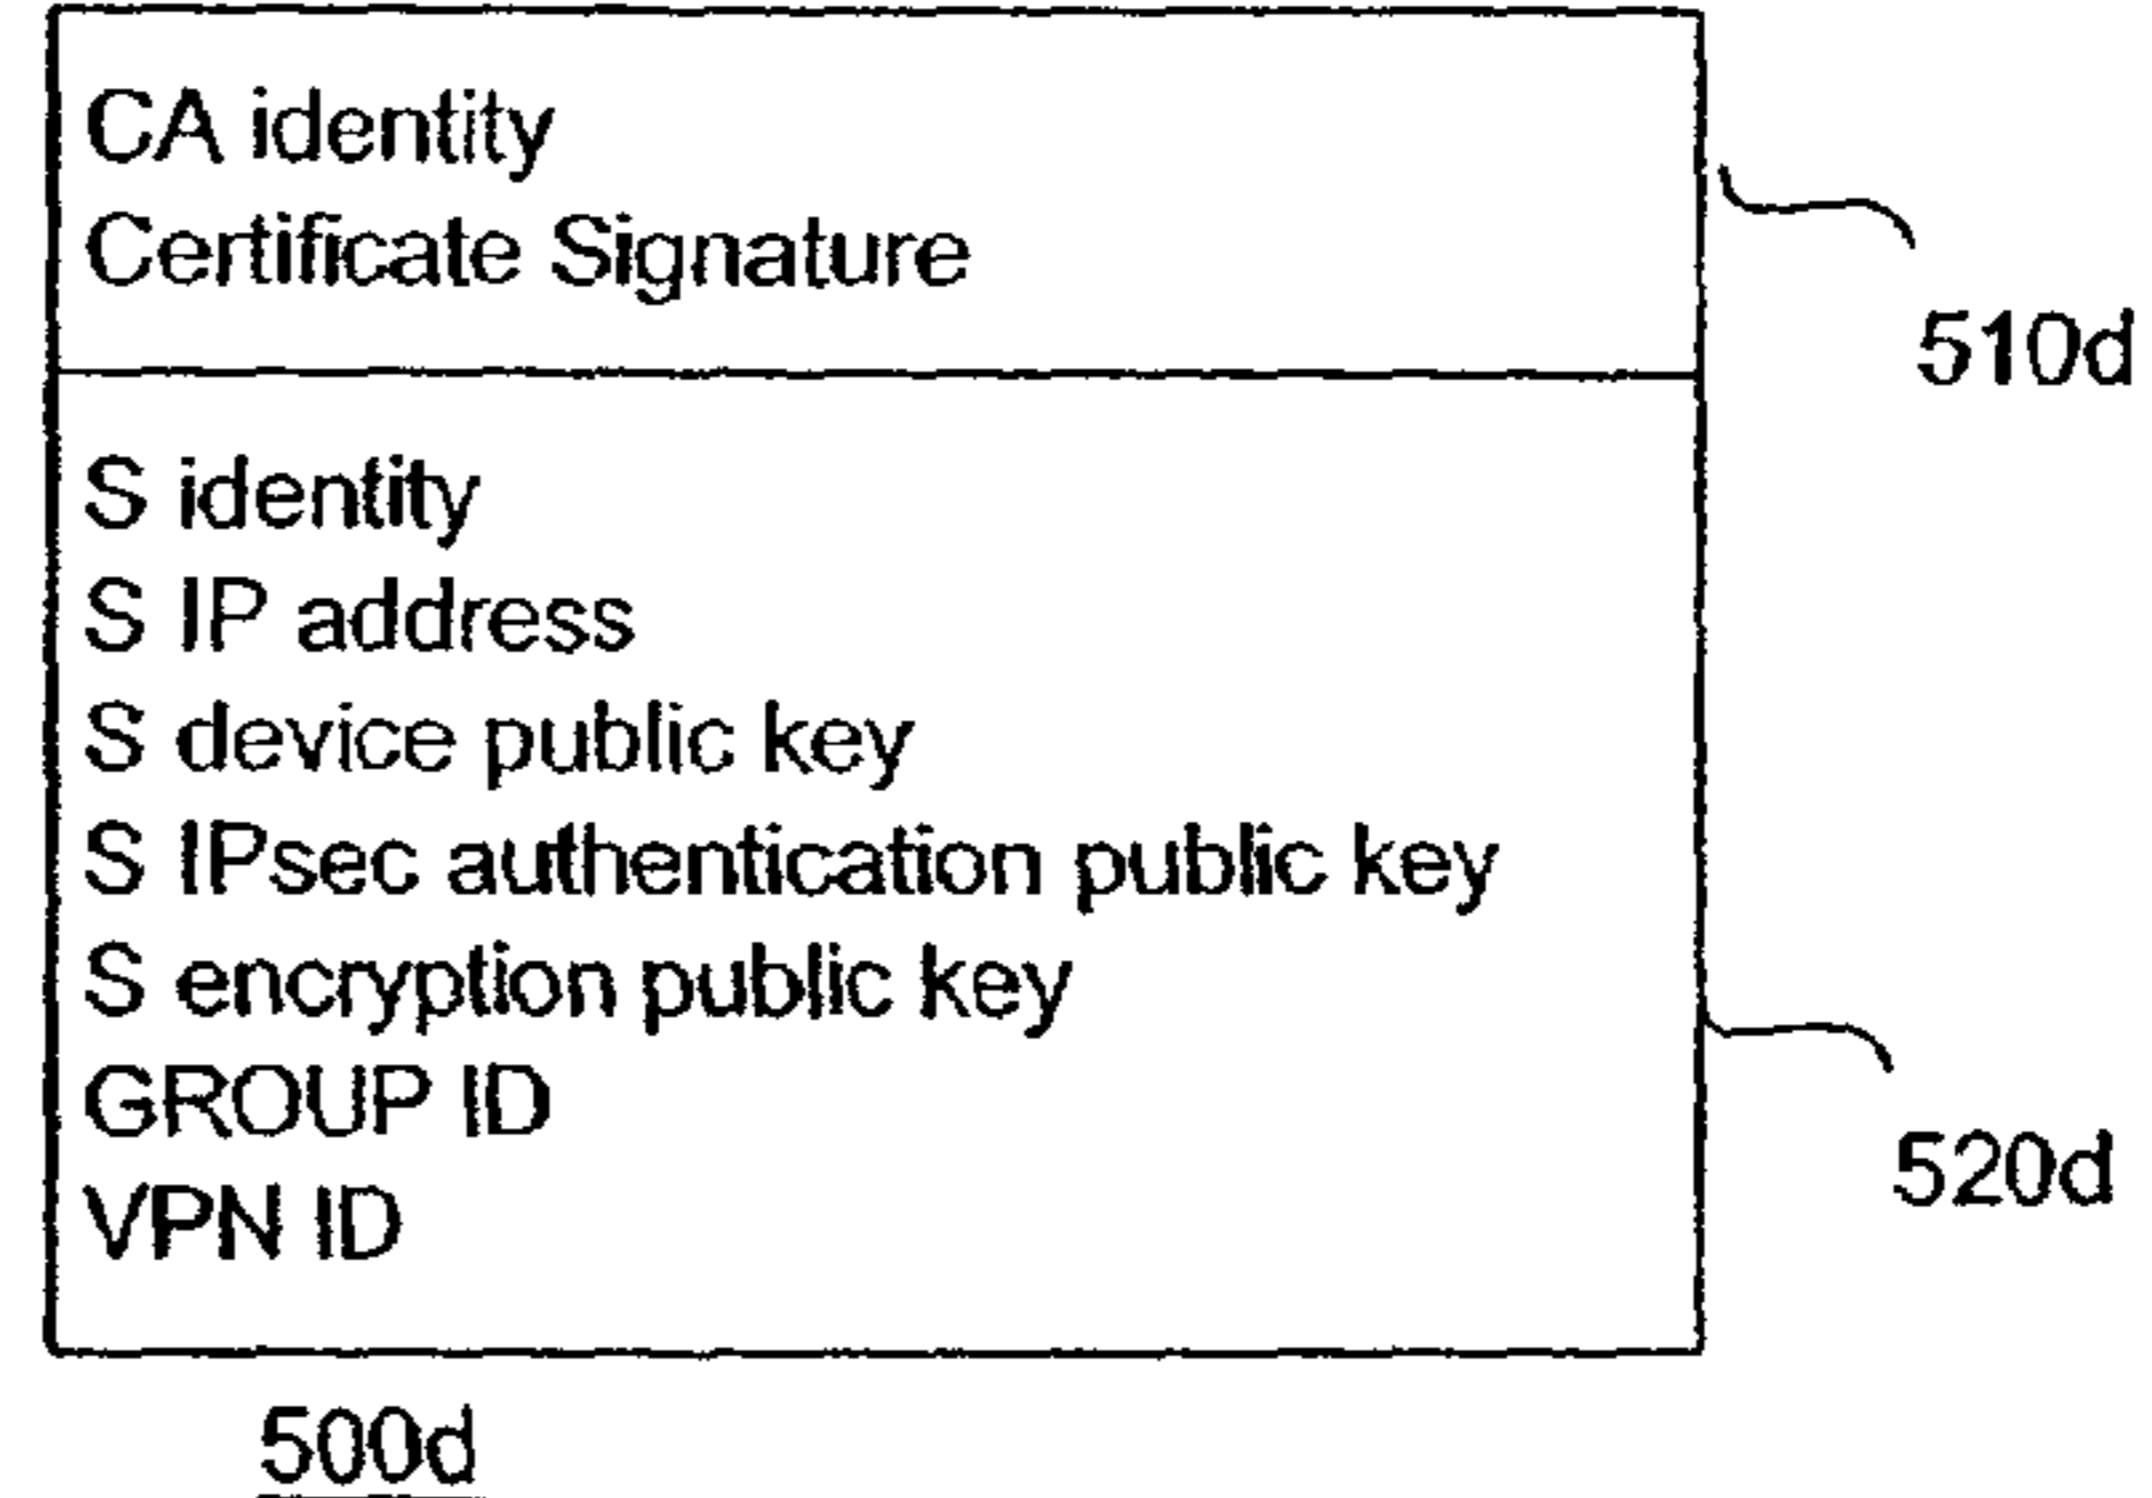 CA identity
Certificate Signature
510d
S identity
S IP address
S device public key
S IPsec authentication public key
S encryption public key
GROUP ID
VPN ID
520d
500d